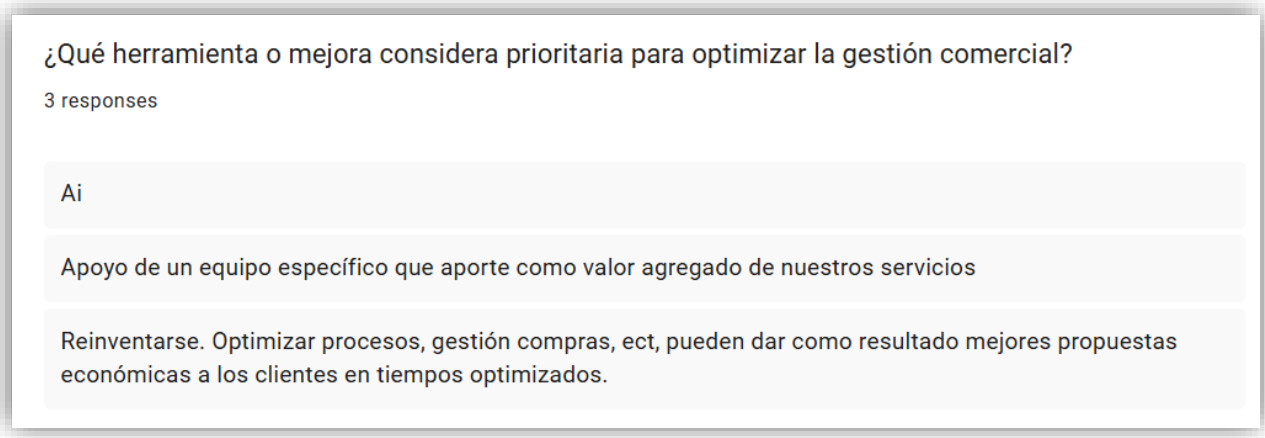 ¿Qué herramienta o mejora considera prioritaria para optimizar la gestión comercial?
3 responses
Ai
Apoyo de un equipo específico que aporte como valor agregado de nuestros servicios
Reinventarse. Optimizar procesos, gestión compras, ect, pueden dar como resultado mejores propuestas
económicas a los clientes en tiempos optimizados.